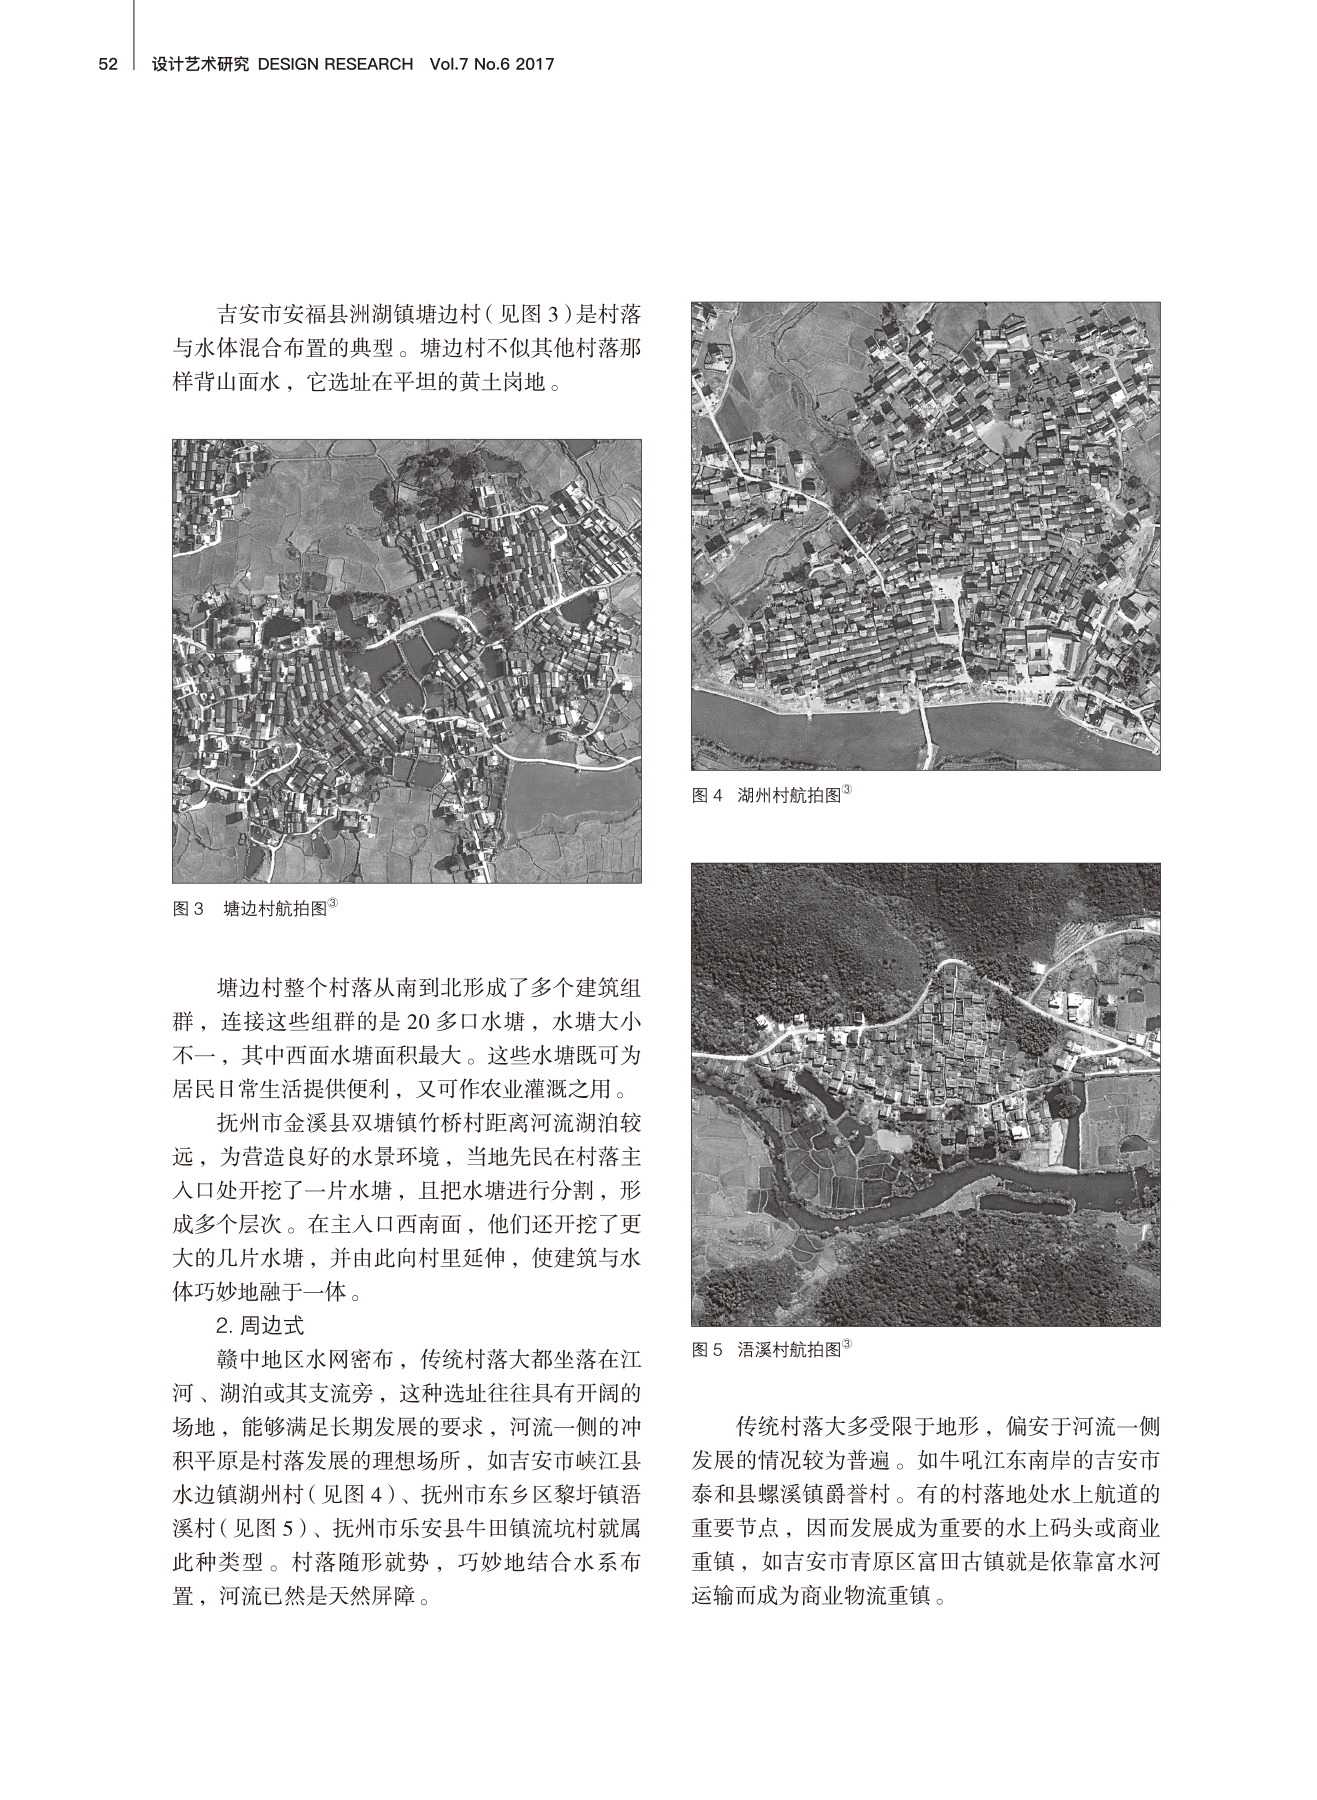 52 设计艺术研究 DESIGN RESEARCH Vol.7 No.6 2017
吉安市安福县洲湖镇塘边村（见图 3）是村落
与水体混合布置的典型。塘边村不似其他村落那
样背山面水，它选址在平坦的黄土岗地。
图 3 塘边村航拍图③
塘边村整个村落从南到北形成了多个建筑组
群，连接这些组群的是 20 多口水塘，水塘大小
不一，其中西面水塘面积最大。这些水塘既可为
居民日常生活提供便利，又可作农业灌溉之用。
抚州市金溪县双塘镇竹桥村距离河流湖泊较
远，为营造良好的水景环境，当地先民在村落主
入口处开挖了一片水塘，且把水塘进行分割，形
成多个层次。在主入口西南面，他们还开挖了更
大的几片水塘，并由此向村里延伸，使建筑与水
体巧妙地融于一体。
2. 周边式
赣中地区水网密布，传统村落大都坐落在江
河、湖泊或其支流旁，这种选址往往具有开阔的
场地，能够满足长期发展的要求，河流一侧的冲
积平原是村落发展的理想场所，如吉安市峡江县
水边镇湖州村（见图 4）、抚州市东乡区黎圩镇浯
溪村（见图 5）、抚州市乐安县牛田镇流坑村就属
此种类型。村落随形就势，巧妙地结合水系布
置，河流已然是天然屏障。
图 4 湖州村航拍图③
图 5 浯溪村航拍图③
传统村落大多受限于地形，偏安于河流一侧
发展的情况较为普遍。如牛吼江东南岸的吉安市
泰和县螺溪镇爵誉村。有的村落地处水上航道的
重要节点，因而发展成为重要的水上码头或商业
重镇，如吉安市青原区富田古镇就是依靠富水河
运输而成为商业物流重镇。